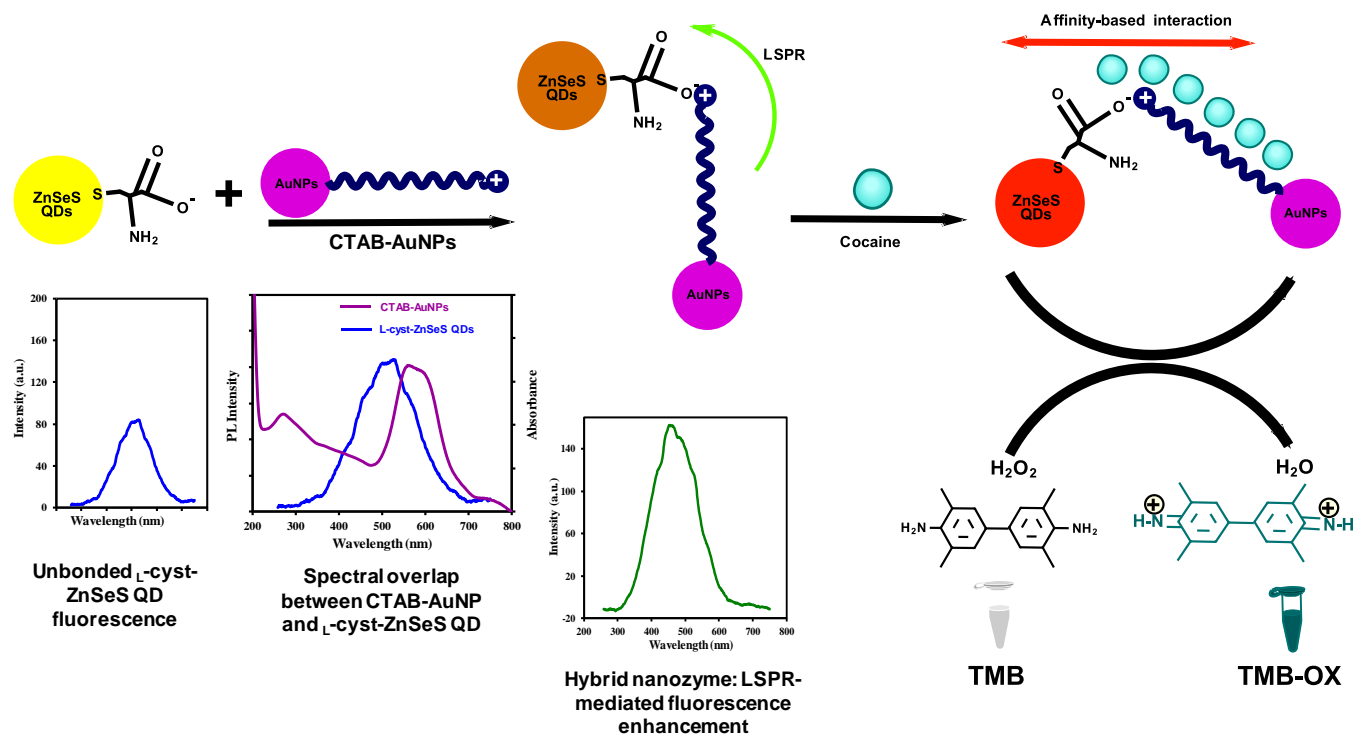 Affinity-based interaction
LSPR
ZnSeS
QDs
S
O
O-
NH2
+
AuNPs
ZnSeS
QDs
S
O
O-
NH2
+
AuNPs
CTAB-AuNPs
ZnSeS
QDs
S
O
O-
NH2
+
AuNPs
Cocaine
200
160
120
80
40
0
Intensity (a.u.)
Wavelength (nm)
Unbonded L-cyst-
ZnSeS QD
fluorescence
CTAB-AuNPs
L-cyst-ZnSeS QDs
PL Intensity
Absorbance
200 300 400 500 600 700 800
Wavelength (nm)
Spectral overlap
between CTAB-AuNP
and L-cyst-ZnSeS QD
140
100
60
20
-20
Intensity (a.u.)
200 300 400 500 600 700 800
Wavelength (nm)
Hybrid nanozyme: LSPR-
mediated fluorescence
enhancement
H2O2
H2O
H2N
NH2
H-N
+
+
N-H
TMB
TMB-OX